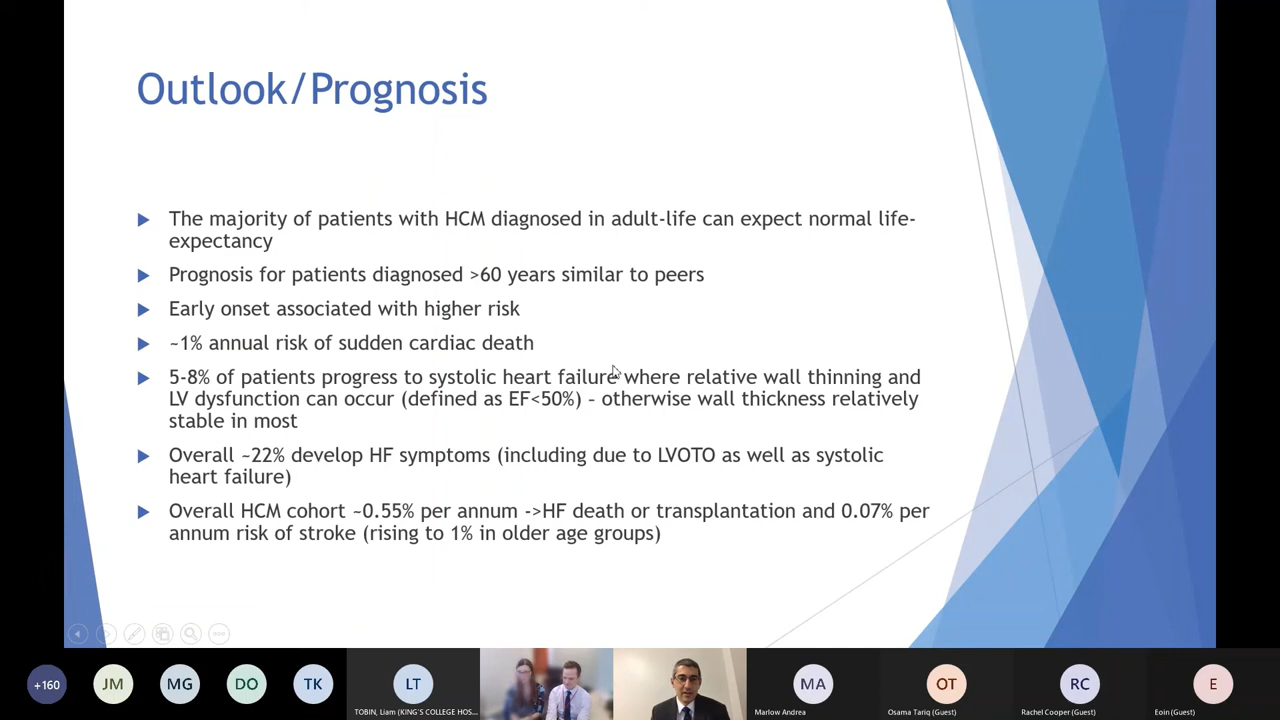 Outlook/Prognosis
The majority of patients with HCM diagnosed in adult-life can expect normal life-
expectancy
Prognosis for patients diagnosed >60 years similar to peers
Early onset associated with higher risk
~1% annual risk of sudden cardiac death
5-8% of patients progress to systolic heart failure where relative wall thinning and
LV dysfunction can occur (defined as EF<50%) – otherwise wall thickness relatively
stable in most
Overall ~22% develop HF symptoms (including due to LVOTO as well as systolic
heart failure)
Overall HCM cohort ~0.55% per annum ->HF death or transplantation and 0.07% per
annum risk of stroke (rising to 1% in older age groups)
+160
JM
MG
DO
TK
LT
TOBIN, Liam (KING'S COLLEGE HOS...
MA
Marlow Andrea
OT
Osama Tariq (Guest)
RC
Rachel Cooper (Guest)
E
Eoin (Guest)